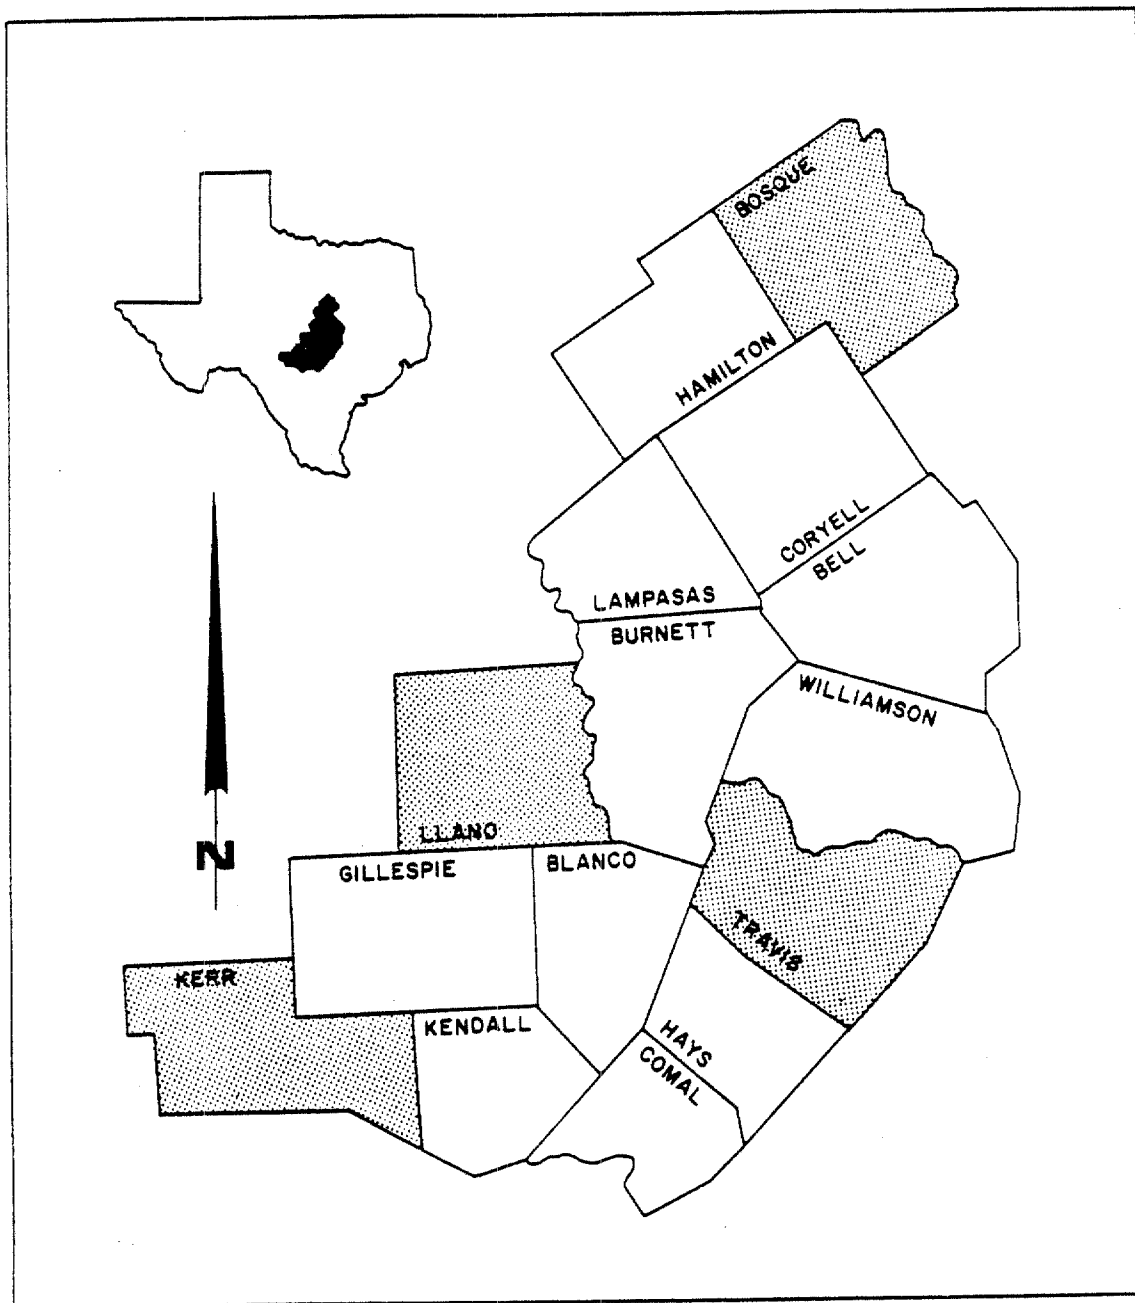 BOSQUE
HAMILTON
CORYELL
BELL
LAMPASAS
BURNETT
WILLIAMSON
LLANO
GILLESPIE
BLANCO
N
TRAVIS
KERR
KENDALL
HAYS
COMAL